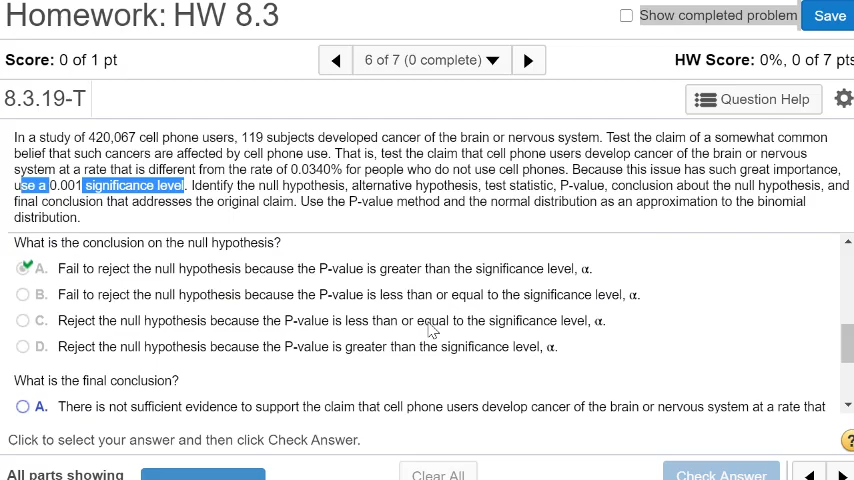 Homework: HW 8.3
Show completed problem
Save
Score: 0 of 1 pt
6 of 7 (0 complete)
HW Score: 0%, 0 of 7 pts
8.3.19-T
Question Help
In a study of 420,067 cell phone users, 119 subjects developed cancer of the brain or nervous system. Test the claim of a somewhat common
belief that such cancers are affected by cell phone use. That is, test the claim that cell phone users develop cancer of the brain or nervous
system at a rate that is different from the rate of 0.0340% for people who do not use cell phones. Because this issue has such great importance,
use a 0.001 significance level. Identify the null hypothesis, alternative hypothesis, test statistic, P-value, conclusion about the null hypothesis, and
final conclusion that addresses the original claim. Use the P-value method and the normal distribution as an approximation to the binomial
distribution.
What is the conclusion on the null hypothesis?
A. Fail to reject the null hypothesis because the P-value is greater than the significance level, α.
B. Fail to reject the null hypothesis because the P-value is less than or equal to the significance level, α.
C. Reject the null hypothesis because the P-value is less than or equal to the significance level, α.
D. Reject the null hypothesis because the P-value is greater than the significance level, α.
What is the final conclusion?
A. There is not sufficient evidence to support the claim that cell phone users develop cancer of the brain or nervous system at a rate that
Click to select your answer and then click Check Answer.
?
All parts showing
Clear All
Check Answer